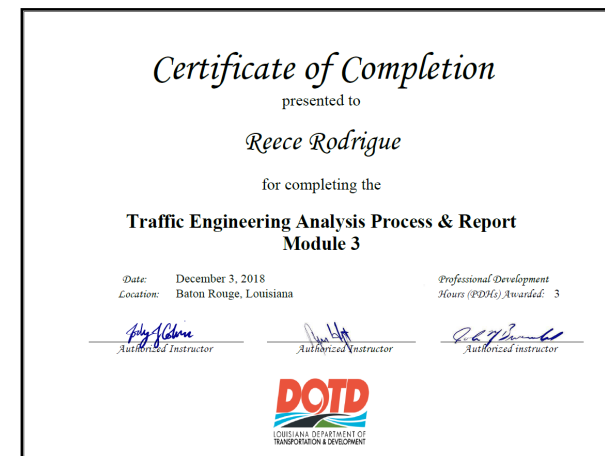 Certificate of Completion
presented to
Reece Rodrigue
for completing the
Traffic Engineering Analysis Process & Report
Module 3
Date: December 3, 2018
Location: Baton Rouge, Louisiana
Professional Development
Hours (PDHs) Awarded: 3
Authorized Instructor
Authorized Instructor
Authorized instructor
DOTD
LOUISIANA DEPARTMENT OF
TRANSPORTATION & DEVELOPMENT